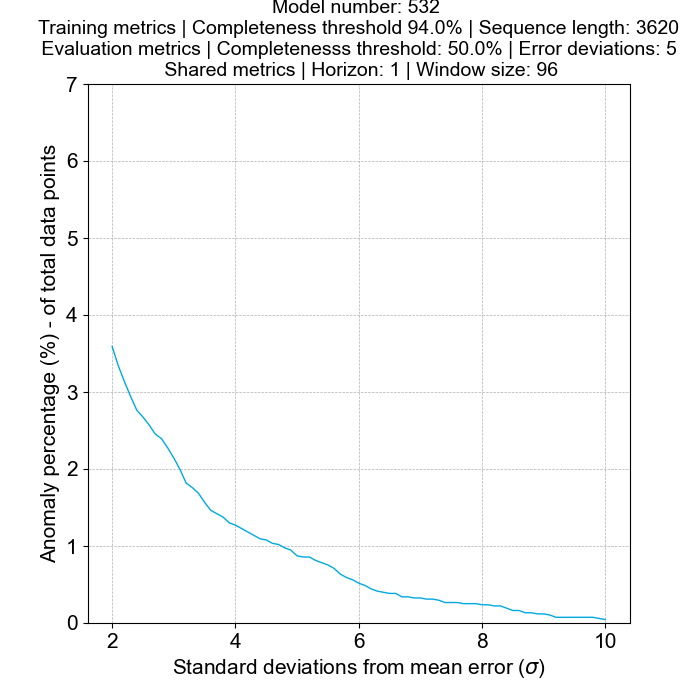 Model number: 532
Training metrics | Completeness threshold 94.0% | Sequence length: 3620
Evaluation metrics | Completenesss threshold: 50.0% | Error deviations: 5
Shared metrics | Horizon: 1 | Window size: 96
7
6
5
4
3
2
1
0
Anomaly percentage (%) - of total data points
2 4 6 8 10
Standard deviations from mean error (σ)